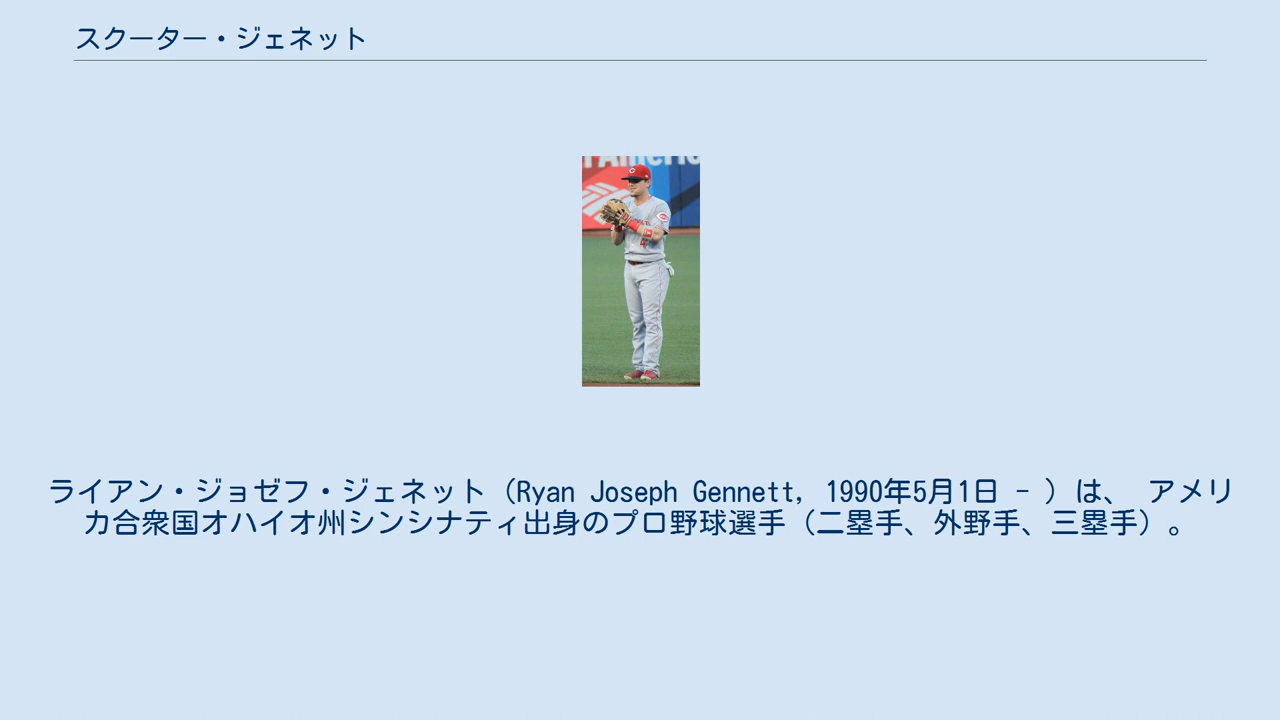 スクーター・ジェネット
ライアン・ジョゼフ・ジェネット（Ryan Joseph Gennett, 1990年5月1日 - ）は、 アメリ
カ合衆国オハイオ州シンシナティ出身のプロ野球選手（二塁手、外野手、三塁手）。